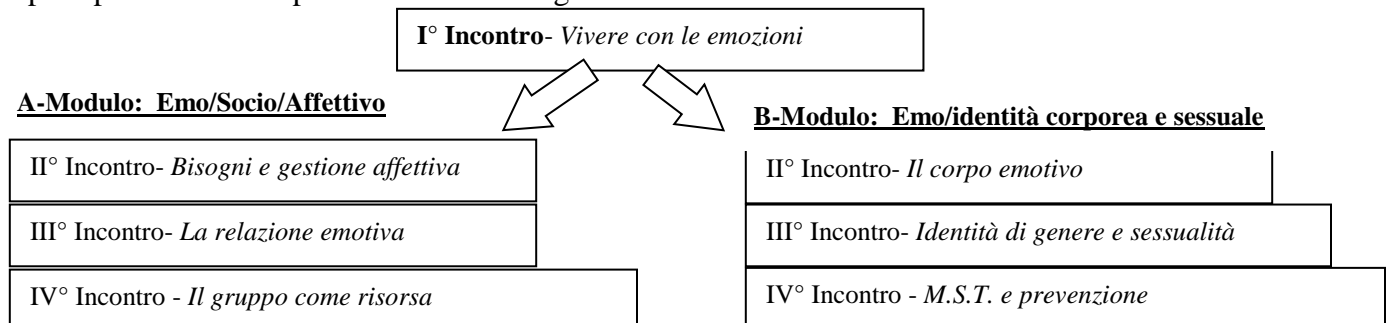 I° Incontro- Vivere con le emozioni
A-Modulo: Emo/Socio/Affettivo
II° Incontro- Bisogni e gestione affettiva
III° Incontro- La relazione emotiva
IV° Incontro - Il gruppo come risorsa
B-Modulo: Emo/identità corporea e sessuale
II° Incontro- Il corpo emotivo
III° Incontro- Identità di genere e sessualità
IV° Incontro - M.S.T. e prevenzione